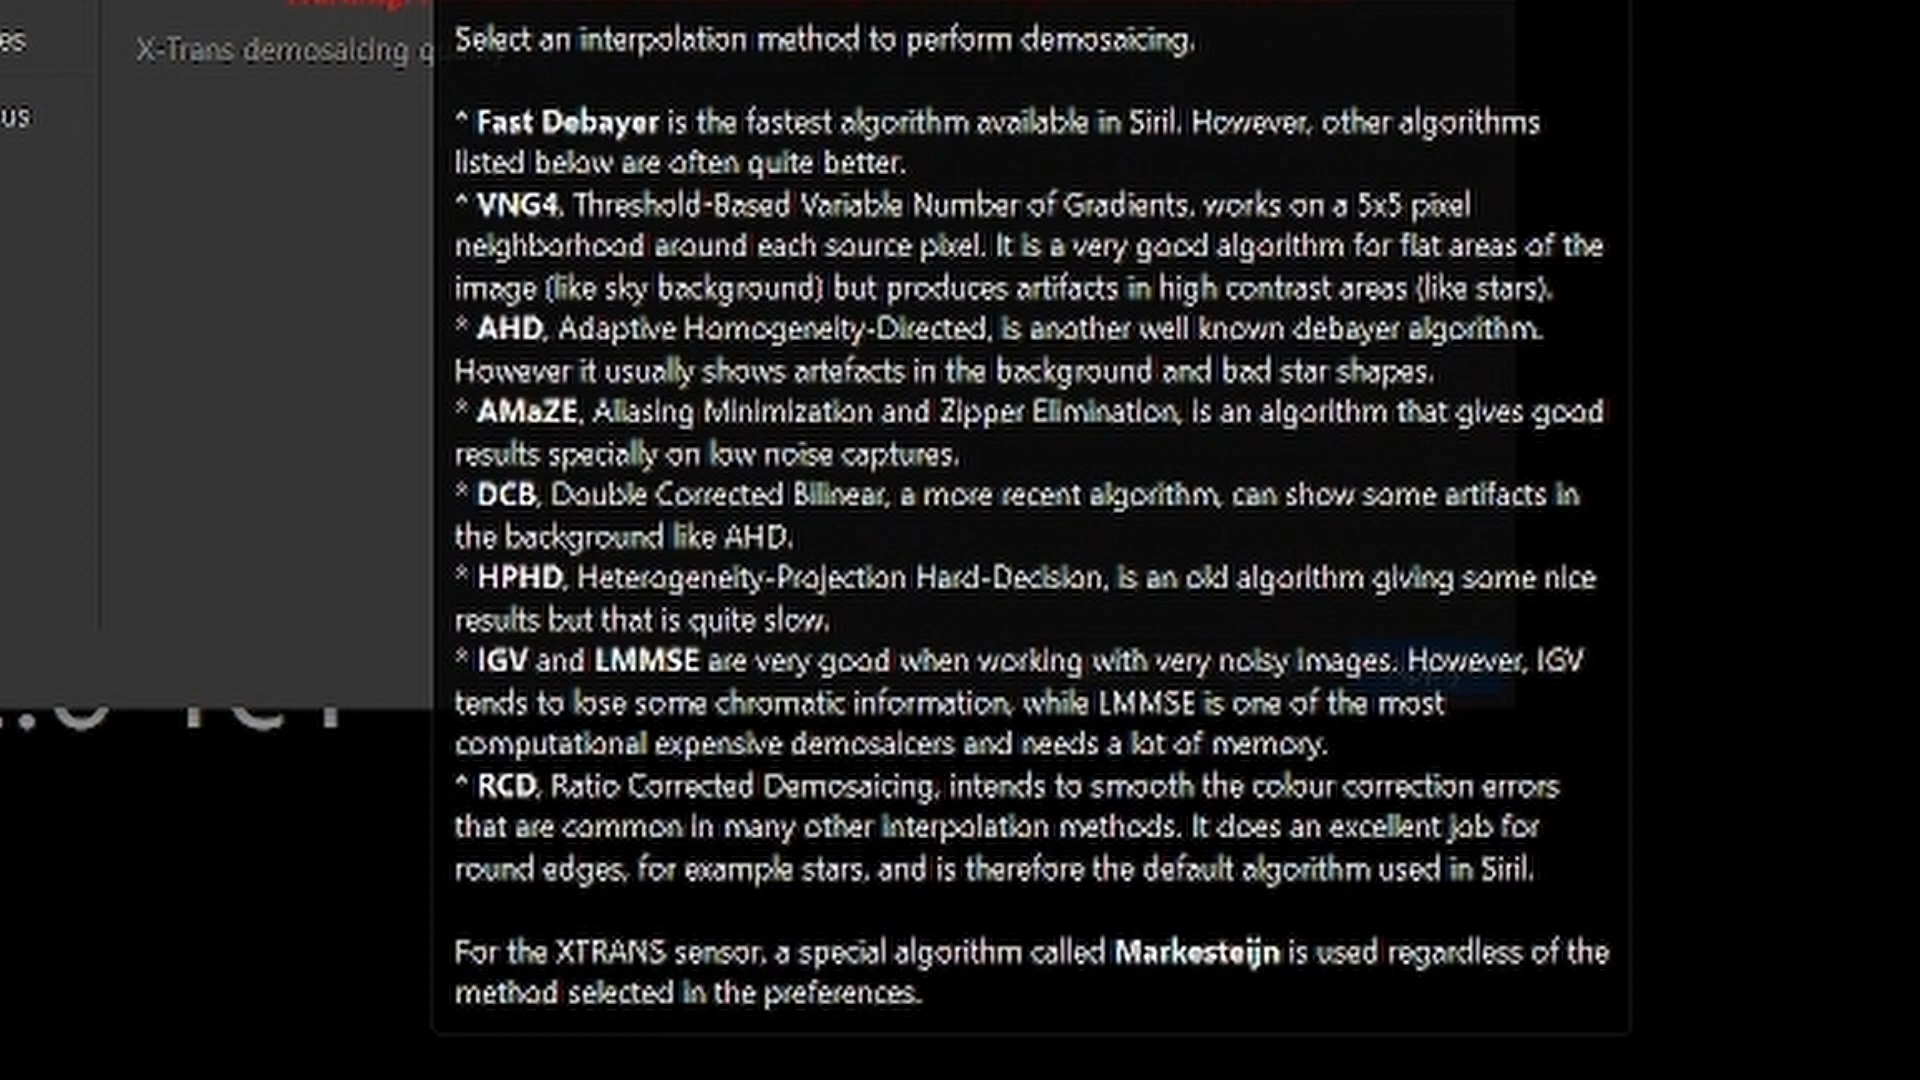 Warning:
es
X-Trans demosaicing q
us
Select an interpolation method to perform demosaicing.
* Fast Debayer is the fastest algorithm available in Siril. However, other algorithms
listed below are often quite better.
* VNG4, Threshold-Based Variable Number of Gradients, works on a 5x5 pixel
neighborhood around each source pixel. It is a very good algorithm for flat areas of the
image (like sky background) but produces artifacts in high contrast areas (like stars).
* AHD, Adaptive Homogeneity-Directed, is another well known debayer algorithm.
However it usually shows artefacts in the background and bad star shapes.
* AMaZE, Aliasing Minimization and Zipper Elimination, is an algorithm that gives good
results specially on low noise captures.
* DCB, Double Corrected Bilinear, a more recent algorithm, can show some artifacts in
the background like AHD.
* HPHD, Heterogeneity-Projection Hard-Decision, is an old algorithm giving some nice
results but that is quite slow.
* IGV and LMMSE are very good when working with very noisy images. However, IGV
tends to lose some chromatic information, while LMMSE is one of the most
computational expensive demosaicers and needs a lot of memory.
* RCD, Ratio Corrected Demosaicing, intends to smooth the colour correction errors
that are common in many other interpolation methods. It does an excellent job for
round edges, for example stars, and is therefore the default algorithm used in Siril.
For the XTRANS sensor, a special algorithm called Markesteijn is used regardless of the
method selected in the preferences.